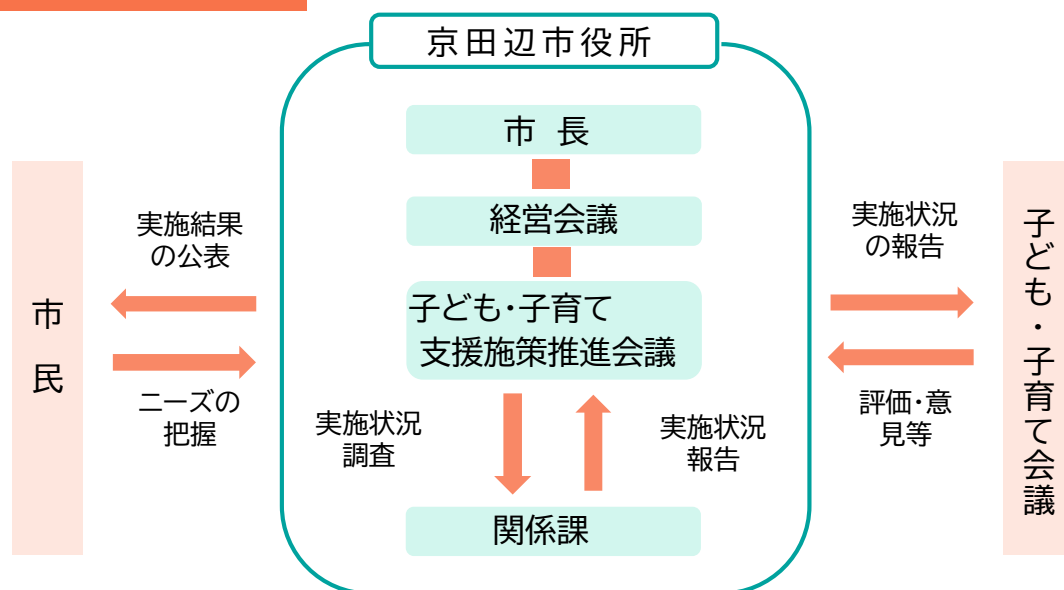 京田辺市役所
市 長
経営会議
子ども・子育て
支援施策推進会議
実施状況
調査
実施状況
報告
関係課
市民
実施結果
の公表
ニーズの
把握
実施状況
の報告
評価・意
見等
子ども・子育て会議